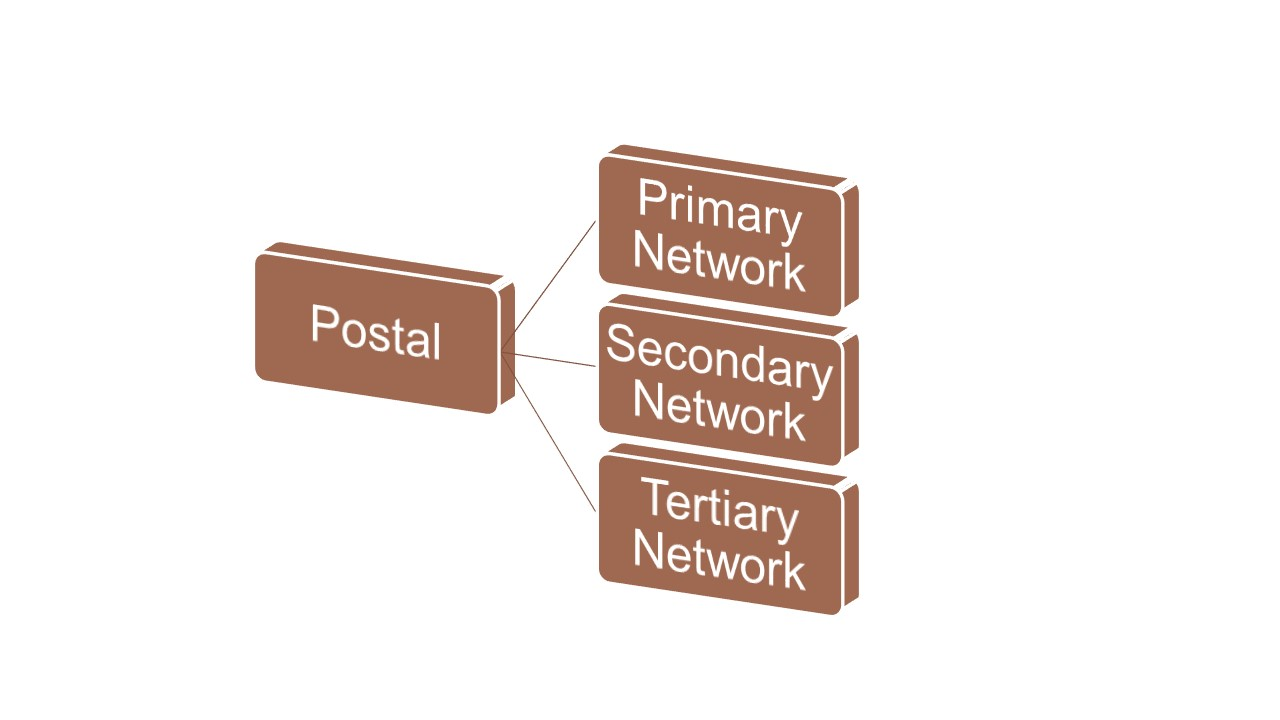 Postal
Primary
Network
Secondary
Network
Tertiary
Network